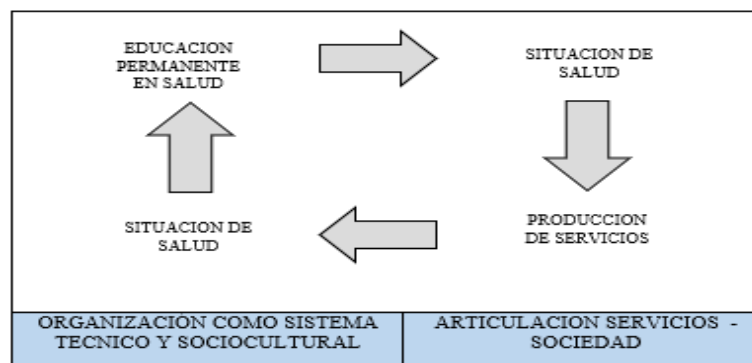 EDUCACION
PERMANENTE
EN SALUD
SITUACION DE
SALUD
SITUACION DE
SALUD
PRODUCCION
DE SERVICIOS
ORGANIZACIÓN COMO SISTEMA
TECNICO Y SOCIOCULTURAL
ARTICULACION SERVICIOS -
SOCIEDAD